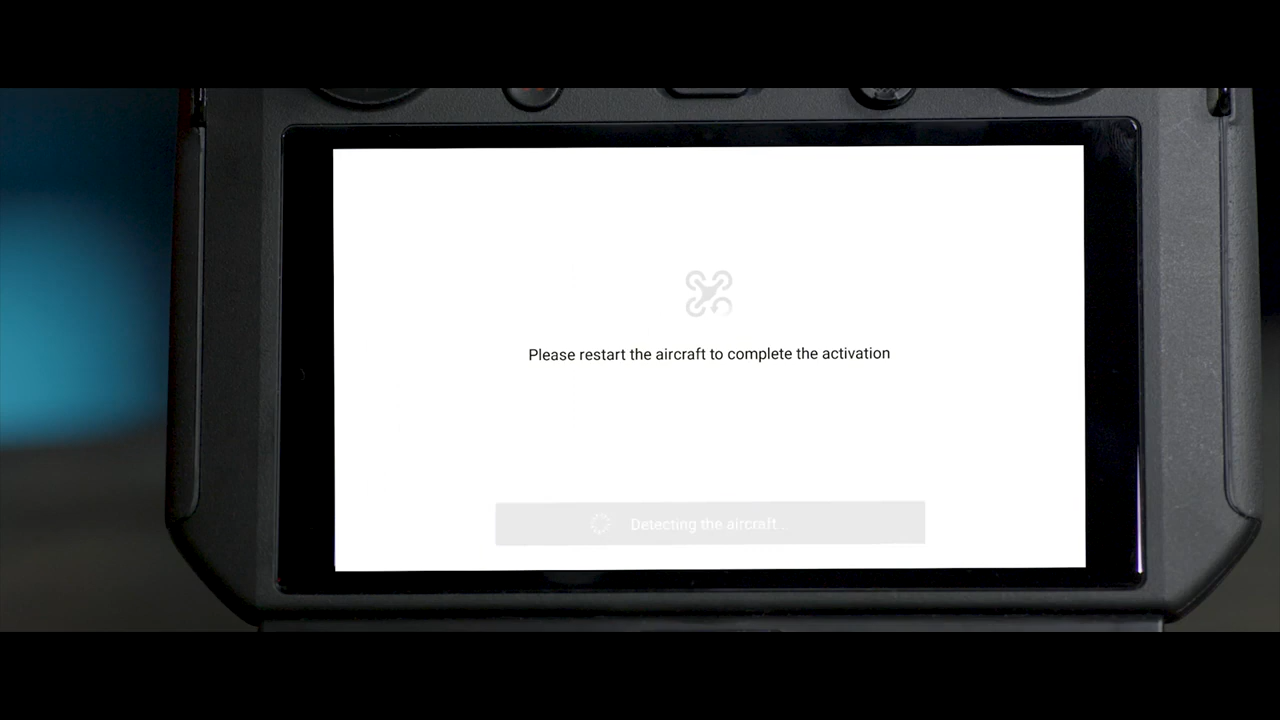 Please restart the aircraft to complete the activation
Detecting the aircraft...